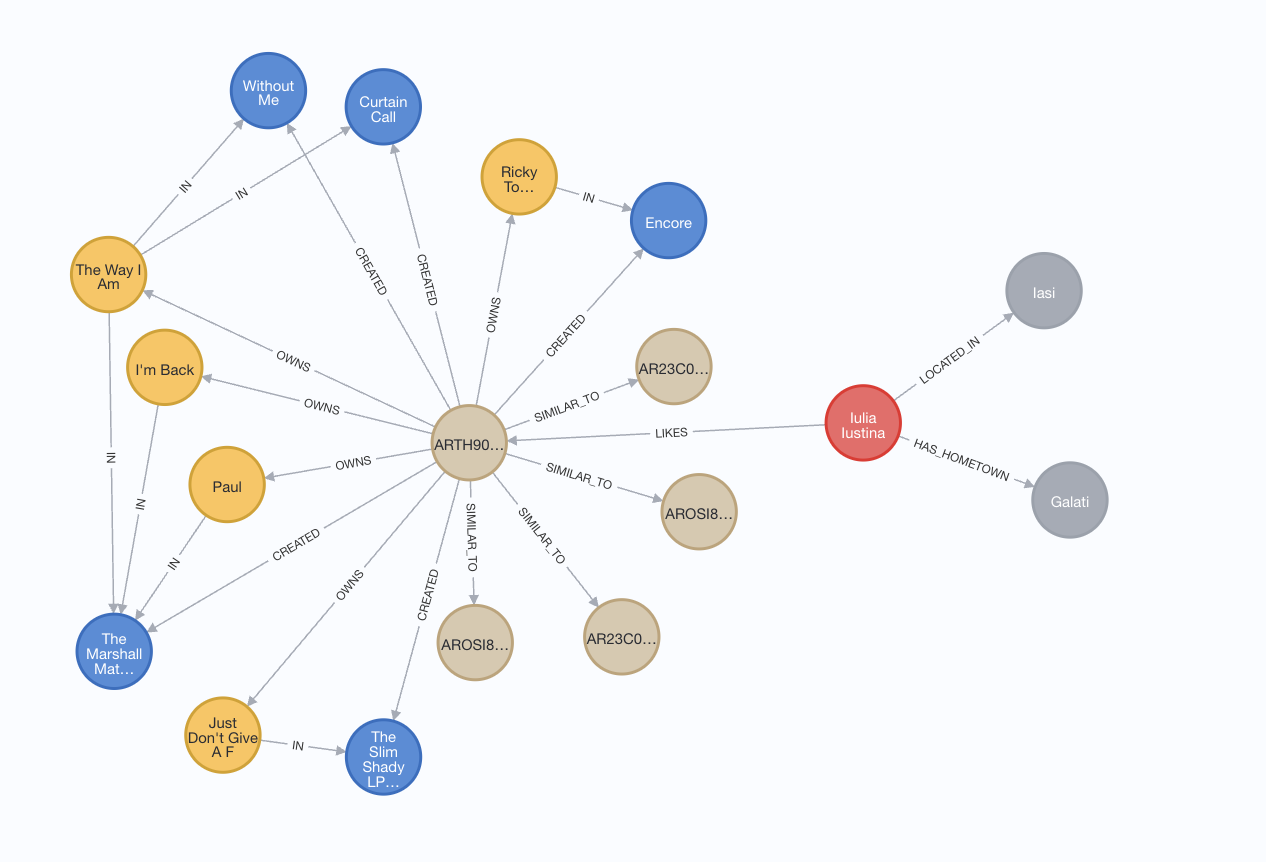 Without
Me
Curtain
Call
Ricky
To...
IN
Encore
IN
IN
The Way I
Am
CREATED
CREATED
OWNS
CREATED
Iasi
OWNS
I'm Back
OWNS
AR23C0...
SIMILAR_TO
LOCATED_IN
Iulia
Iustina
LIKES
ARTH90...
HAS_HOMETOWN
Galati
IN
IN
Paul
OWNS
SIMILAR_TO
AROSI8...
SIMILAR_TO
SIMILAR_TO
CREATED
IN
OWNS
CREATED
The
Marshall
Mat...
AROSI8...
AR23C0...
Just
Don't Give
A F
IN
The
Slim
Shady
LP...